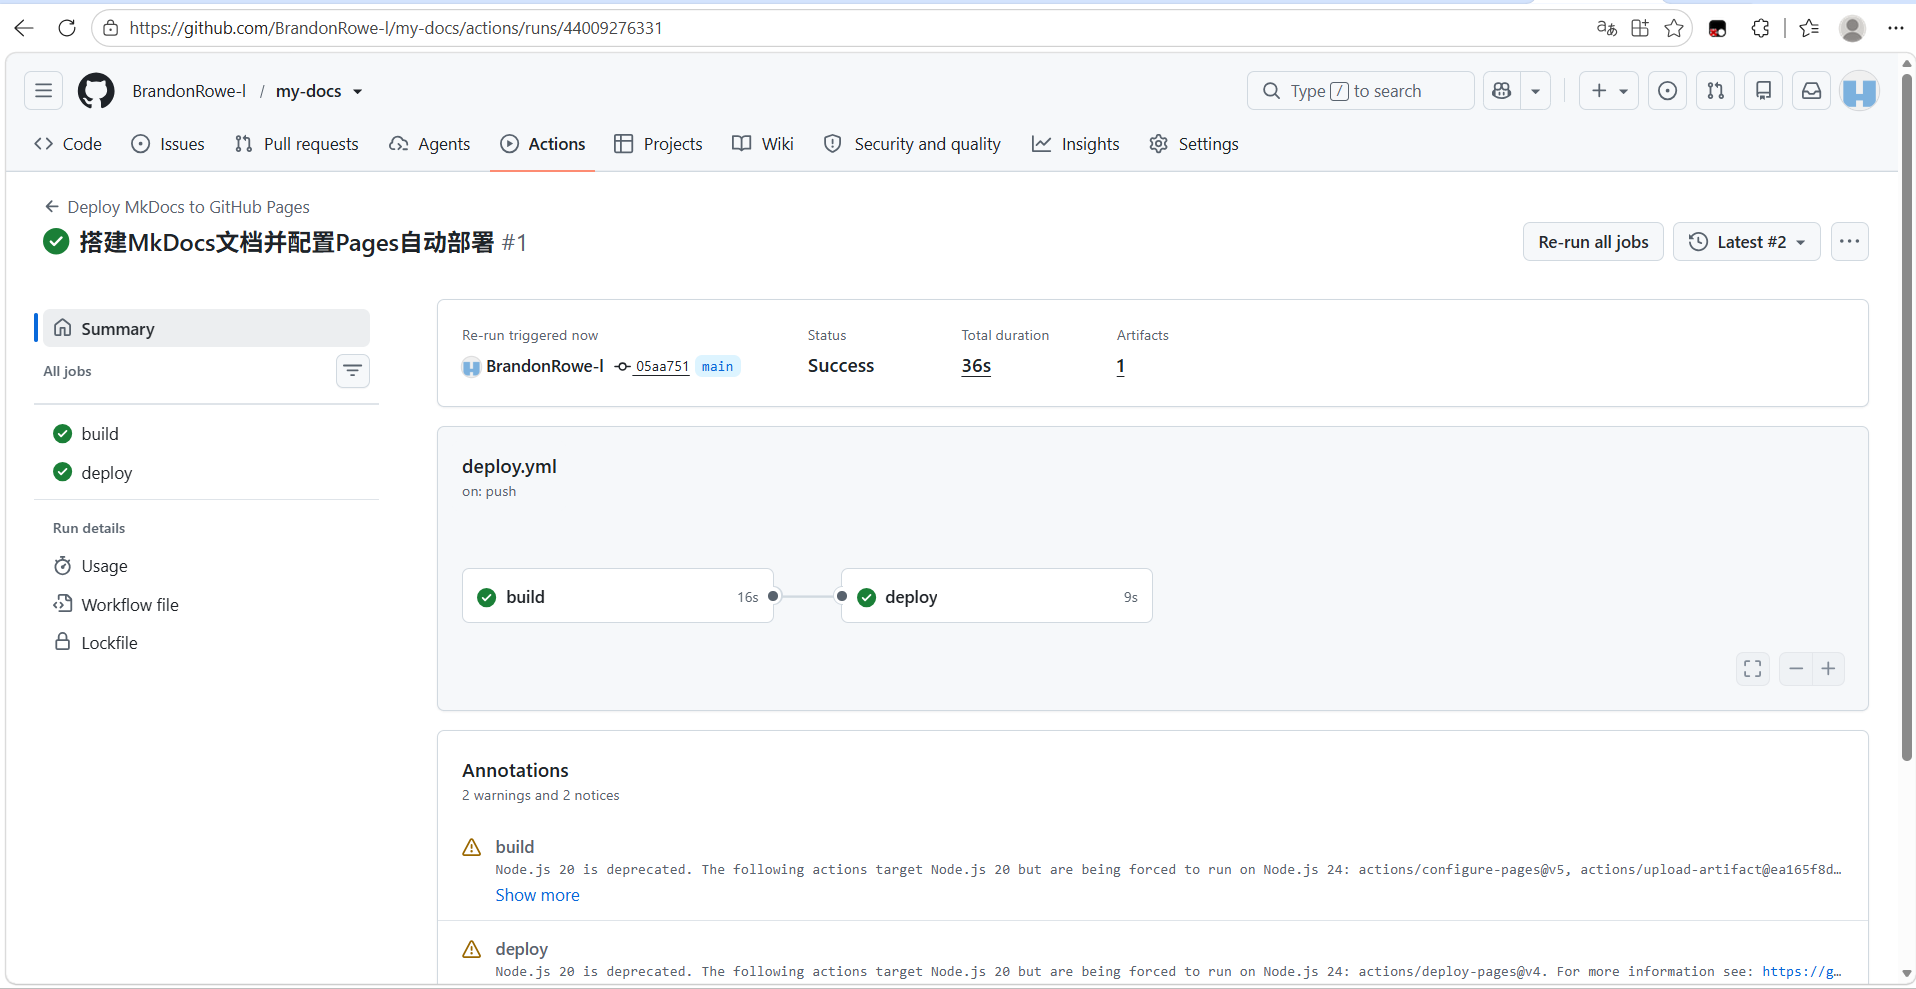 https://github.com/BrandonRowe-l/my-docs/actions/runs/44009276331
BrandonRowe-l / my-docs
Type / to search
Code Issues Pull requests Agents Actions Projects Wiki Security and quality Insights Settings
Deploy MkDocs to GitHub Pages
搭建MkDocs文档并配置Pages自动部署 #1
Re-run all jobs Latest #2
Summary
All jobs
build
deploy
Run details
Usage
Workflow file
Lockfile
Re-run triggered now Status Total duration Artifacts
BrandonRowe-l 05aa751 main Success 36s 1
deploy.yml
on: push
build 16s deploy 9s
Annotations
2 warnings and 2 notices
build
Node.js 20 is deprecated. The following actions target Node.js 20 but are being forced to run on Node.js 24: actions/configure-pages@v5, actions/upload-artifact@ea165f8d…
Show more
deploy
Node.js 20 is deprecated. The following actions target Node.js 20 but are being forced to run on Node.js 24: actions/deploy-pages@v4. For more information see: https://g…